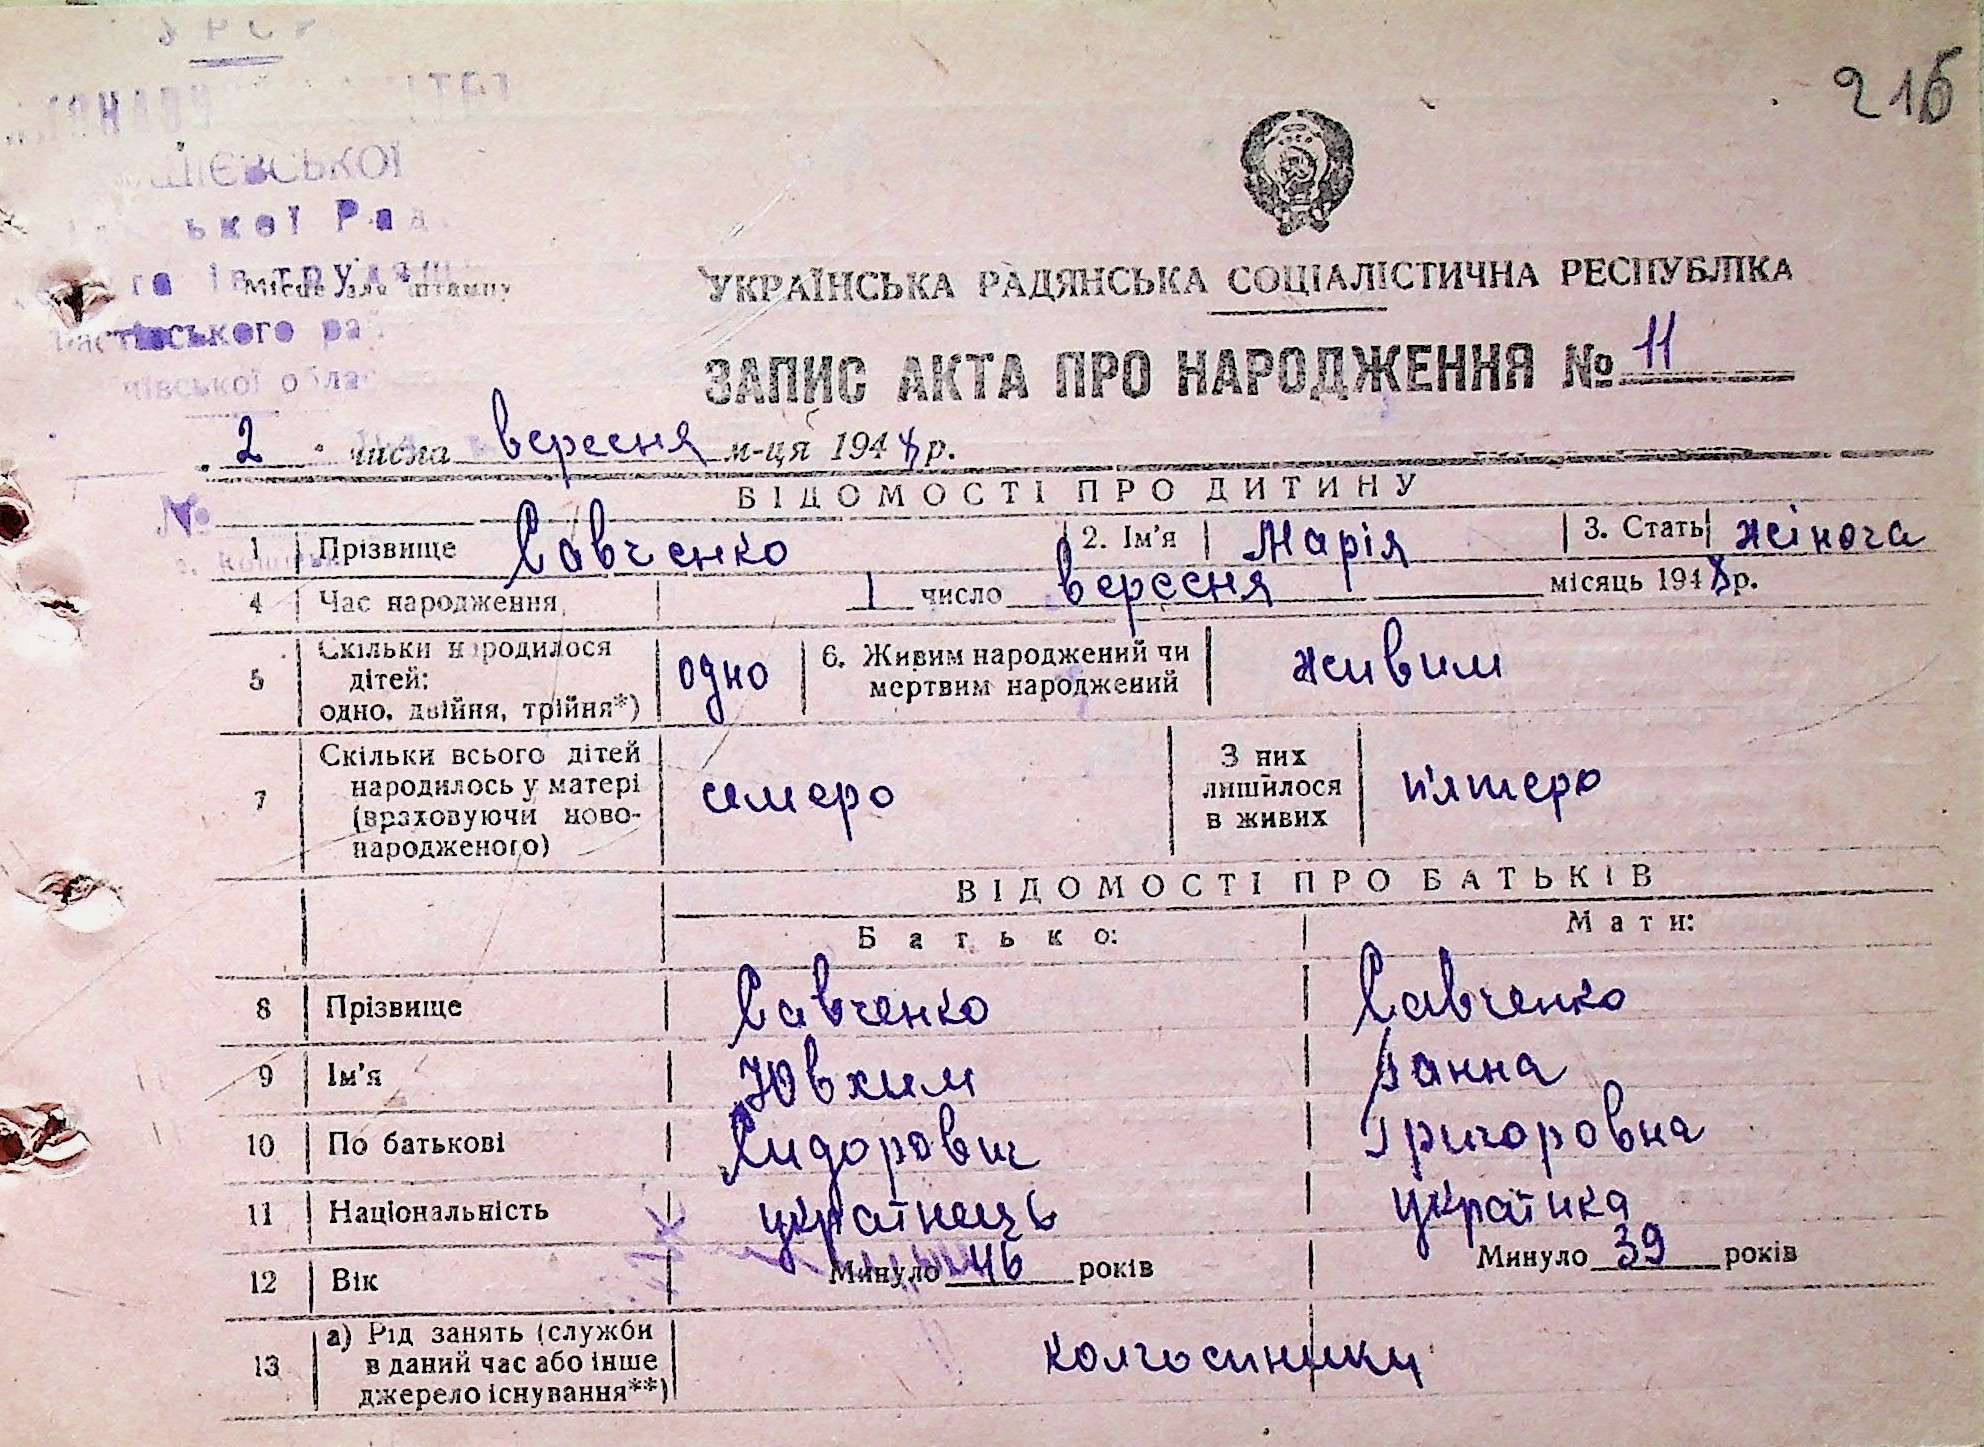 УРСР
216
ької Рад
УКРАЇНСЬКА РАДЯНСЬКА СОЦІАЛІСТИЧНА РЕСПУБЛІКА
ЗАПИС АКТА ПРО НАРОДЖЕННЯ № 11
2 числа вересня м-ця 1948 р.
ВІДОМОСТІ ПРО ДИТИНУ
№
1 Прізвище Савченко 2. Ім'я Марія 3. Стать жіноча
4 Час народження 1 число вересня місяць 1948 р.
5 Скільки народилося дітей: одно, двійня, трійня*) одно 6. Живим народжений чи мертвим народжений живим
7 Скільки всього дітей народилось у матері (враховуючи новонародженого) семеро З них лишилося в живих п'ятеро
ВІДОМОСТІ ПРО БАТЬКІВ
Батько: Мати:
8 Прізвище Савченко Савченко
9 Ім'я Ювхим Ганна
10 По батькові Сидорович Григоровна
11 Національність українець українка
12 Вік Минуло 46 років Минуло 39 років
13 а) Рід занять (служби в даний час або інше джерело існування**) колгосиники